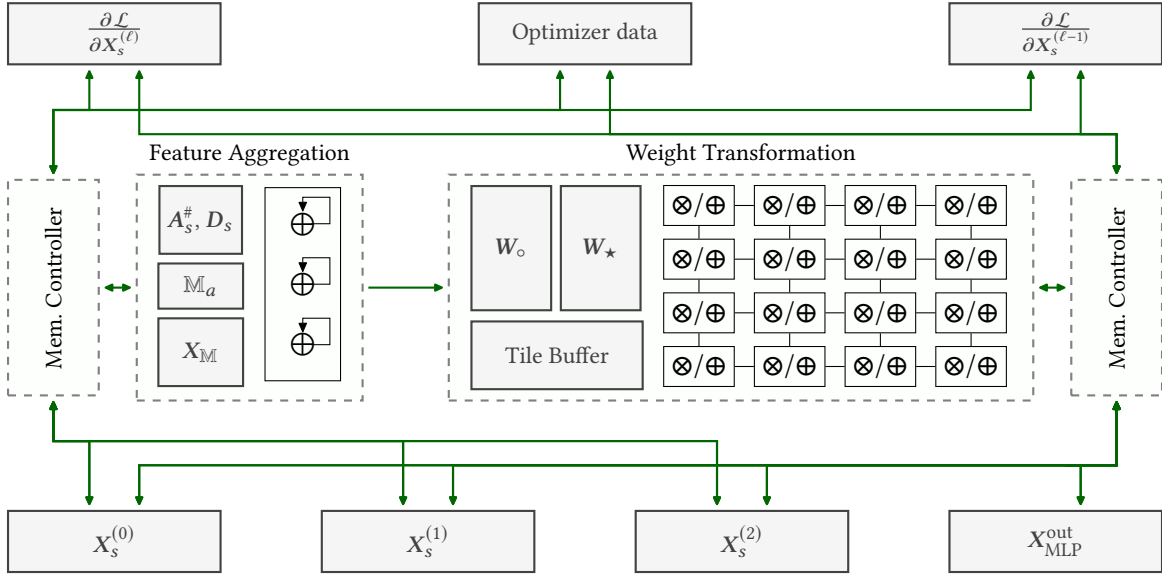 ∂ℒ / ∂X_s^(ℓ)
Optimizer data
∂ℒ / ∂X_s^(ℓ−1)
Feature Aggregation
Weight Transformation
Mem. Controller
A_s^#, D_s
𝕄_a
X_𝕄
⊕
⊕
⊕
W_○
W_★
Tile Buffer
⊗/⊕ ⊗/⊕ ⊗/⊕ ⊗/⊕
⊗/⊕ ⊗/⊕ ⊗/⊕ ⊗/⊕
⊗/⊕ ⊗/⊕ ⊗/⊕ ⊗/⊕
⊗/⊕ ⊗/⊕ ⊗/⊕ ⊗/⊕
Mem. Controller
X_s^(0)
X_s^(1)
X_s^(2)
X_MLP^out